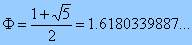 Φ = (1+√5)/2 = 1.6180339887...